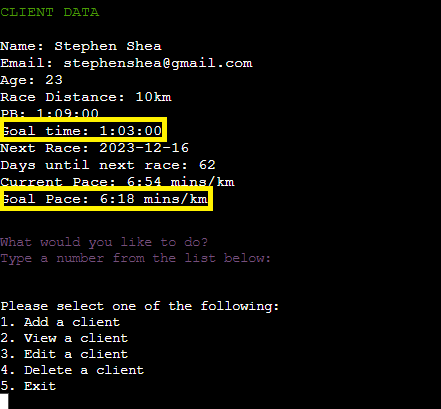 CLIENT DATA
Name: Stephen Shea
Email: stephenshea@gmail.com
Age: 23
Race Distance: 10km
PB: 1:09:00
Goal time: 1:03:00
Next Race: 2023-12-16
Days until next race: 62
Current Pace: 6:54 mins/km
Goal Pace: 6:18 mins/km
What would you like to do?
Type a number from the list below:
Please select one of the following:
1. Add a client
2. View a client
3. Edit a client
4. Delete a client
5. Exit